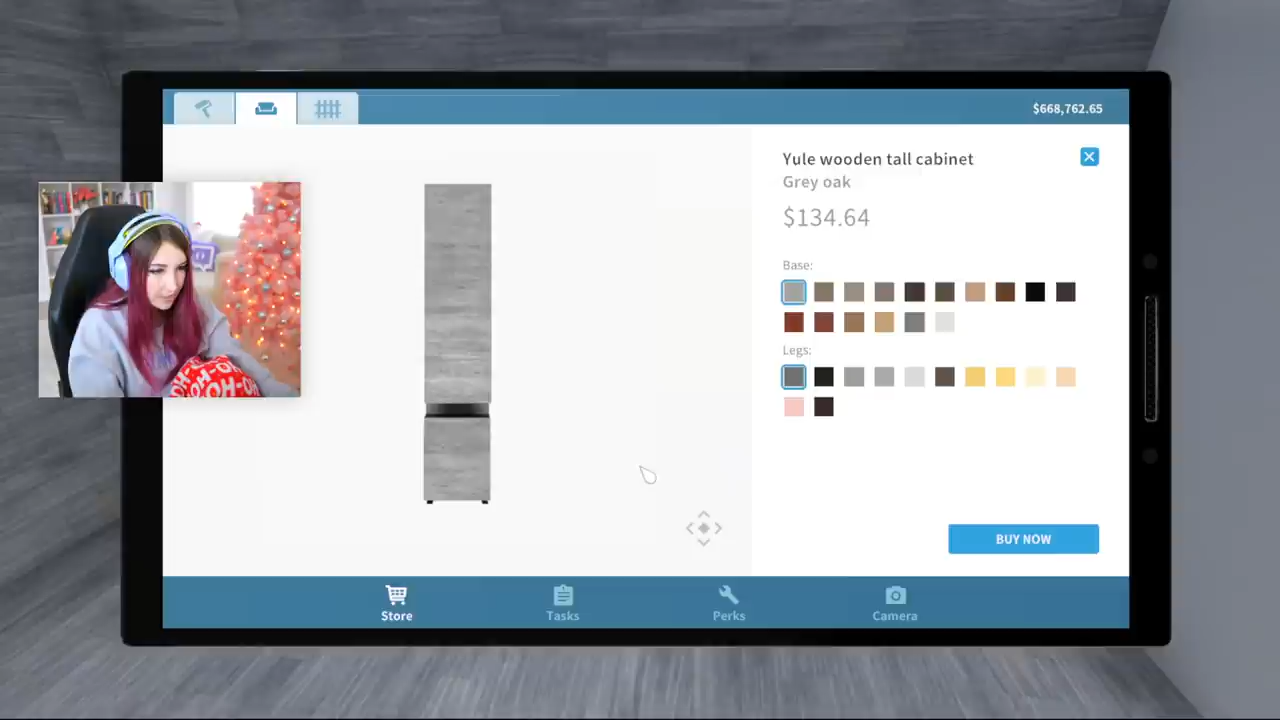 $668,762.65
Yule wooden tall cabinet
Grey oak
$134.64
Base:
Legs:
BUY NOW
Store
Tasks
Perks
Camera